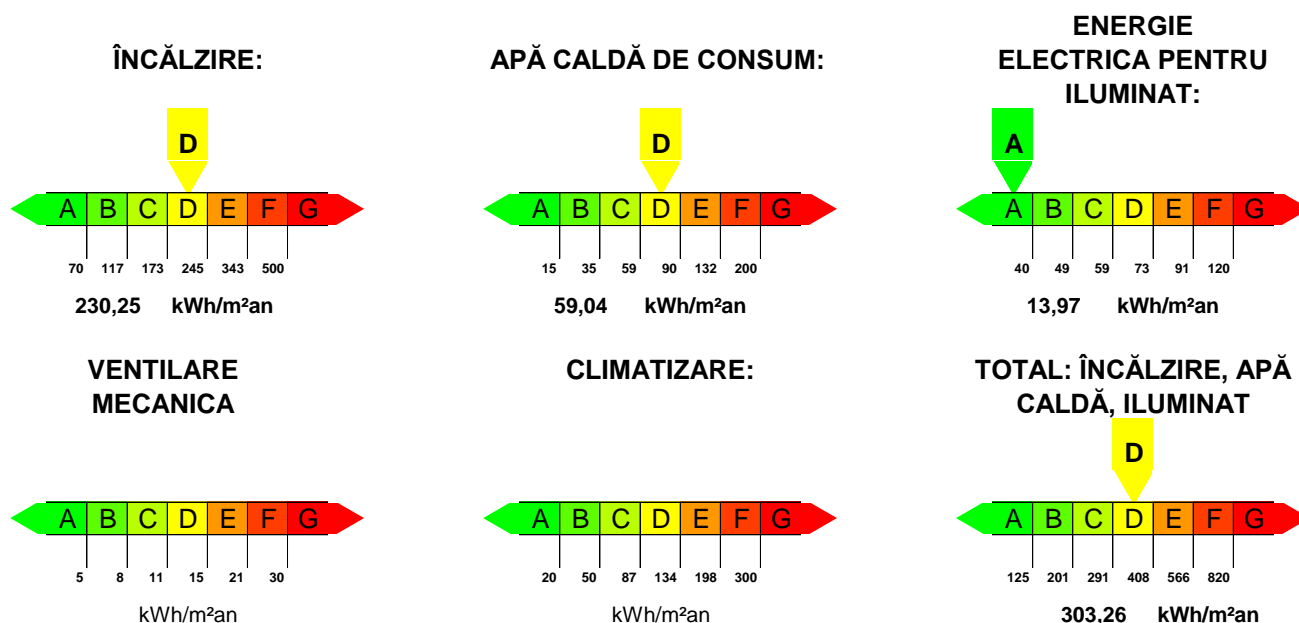 ÎNCĂLZIRE:
D
A B C D E F G
70 117 173 245 343 500
230,25 kWh/m²an
APĂ CALDĂ DE CONSUM:
D
A B C D E F G
15 35 59 90 132 200
59,04 kWh/m²an
ENERGIE
ELECTRICA PENTRU
ILUMINAT:
A
A B C D E F G
40 49 59 73 91 120
13,97 kWh/m²an
VENTILARE
MECANICA
A B C D E F G
5 8 11 15 21 30
kWh/m²an
CLIMATIZARE:
A B C D E F G
20 50 87 134 198 300
kWh/m²an
TOTAL: ÎNCĂLZIRE, APĂ
CALDĂ, ILUMINAT
D
A B C D E F G
125 201 291 408 566 820
303,26 kWh/m²an